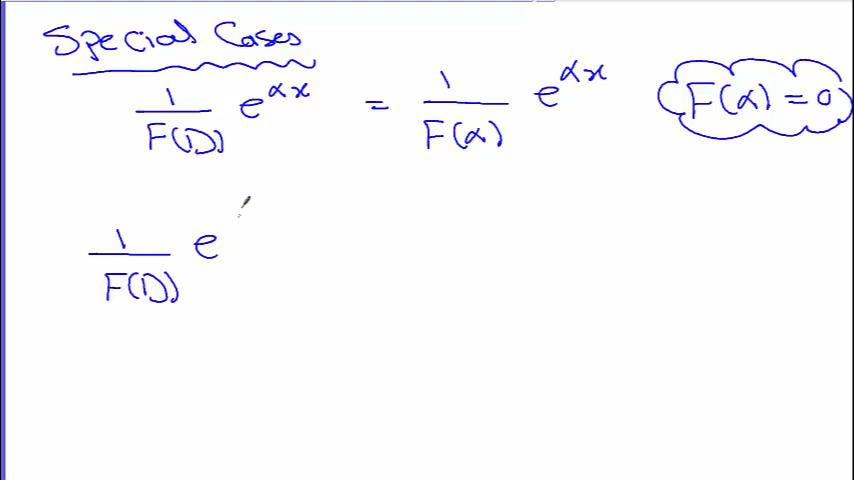 Special Cases
1/F(D) e^αx = 1/F(α) e^αx F(α) = 0
1/F(D) e